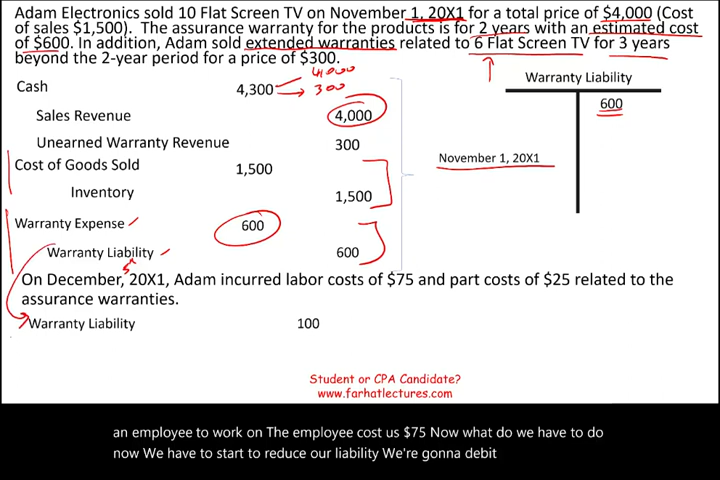 Adam Electronics sold 10 Flat Screen TV on November 1, 20X1 for a total price of $4,000 (Cost
of sales $1,500). The assurance warranty for the products is for 2 years with an estimated cost
of $600. In addition, Adam sold extended warranties related to 6 Flat Screen TV for 3 years
beyond the 2-year period for a price of $300.
4000
Cash 4,300 300
Sales Revenue 4,000
Unearned Warranty Revenue 300
Cost of Goods Sold 1,500
Inventory 1,500
Warranty Expense 600
Warranty Liability 600
Warranty Liability
600
November 1, 20X1
5
On December, 20X1, Adam incurred labor costs of $75 and part costs of $25 related to the
assurance warranties.
Warranty Liability 100
Student or CPA Candidate?
www.farhatlectures.com
an employee to work on The employee cost us $75 Now what do we have to do
now We have to start to reduce our liability We're gonna debit